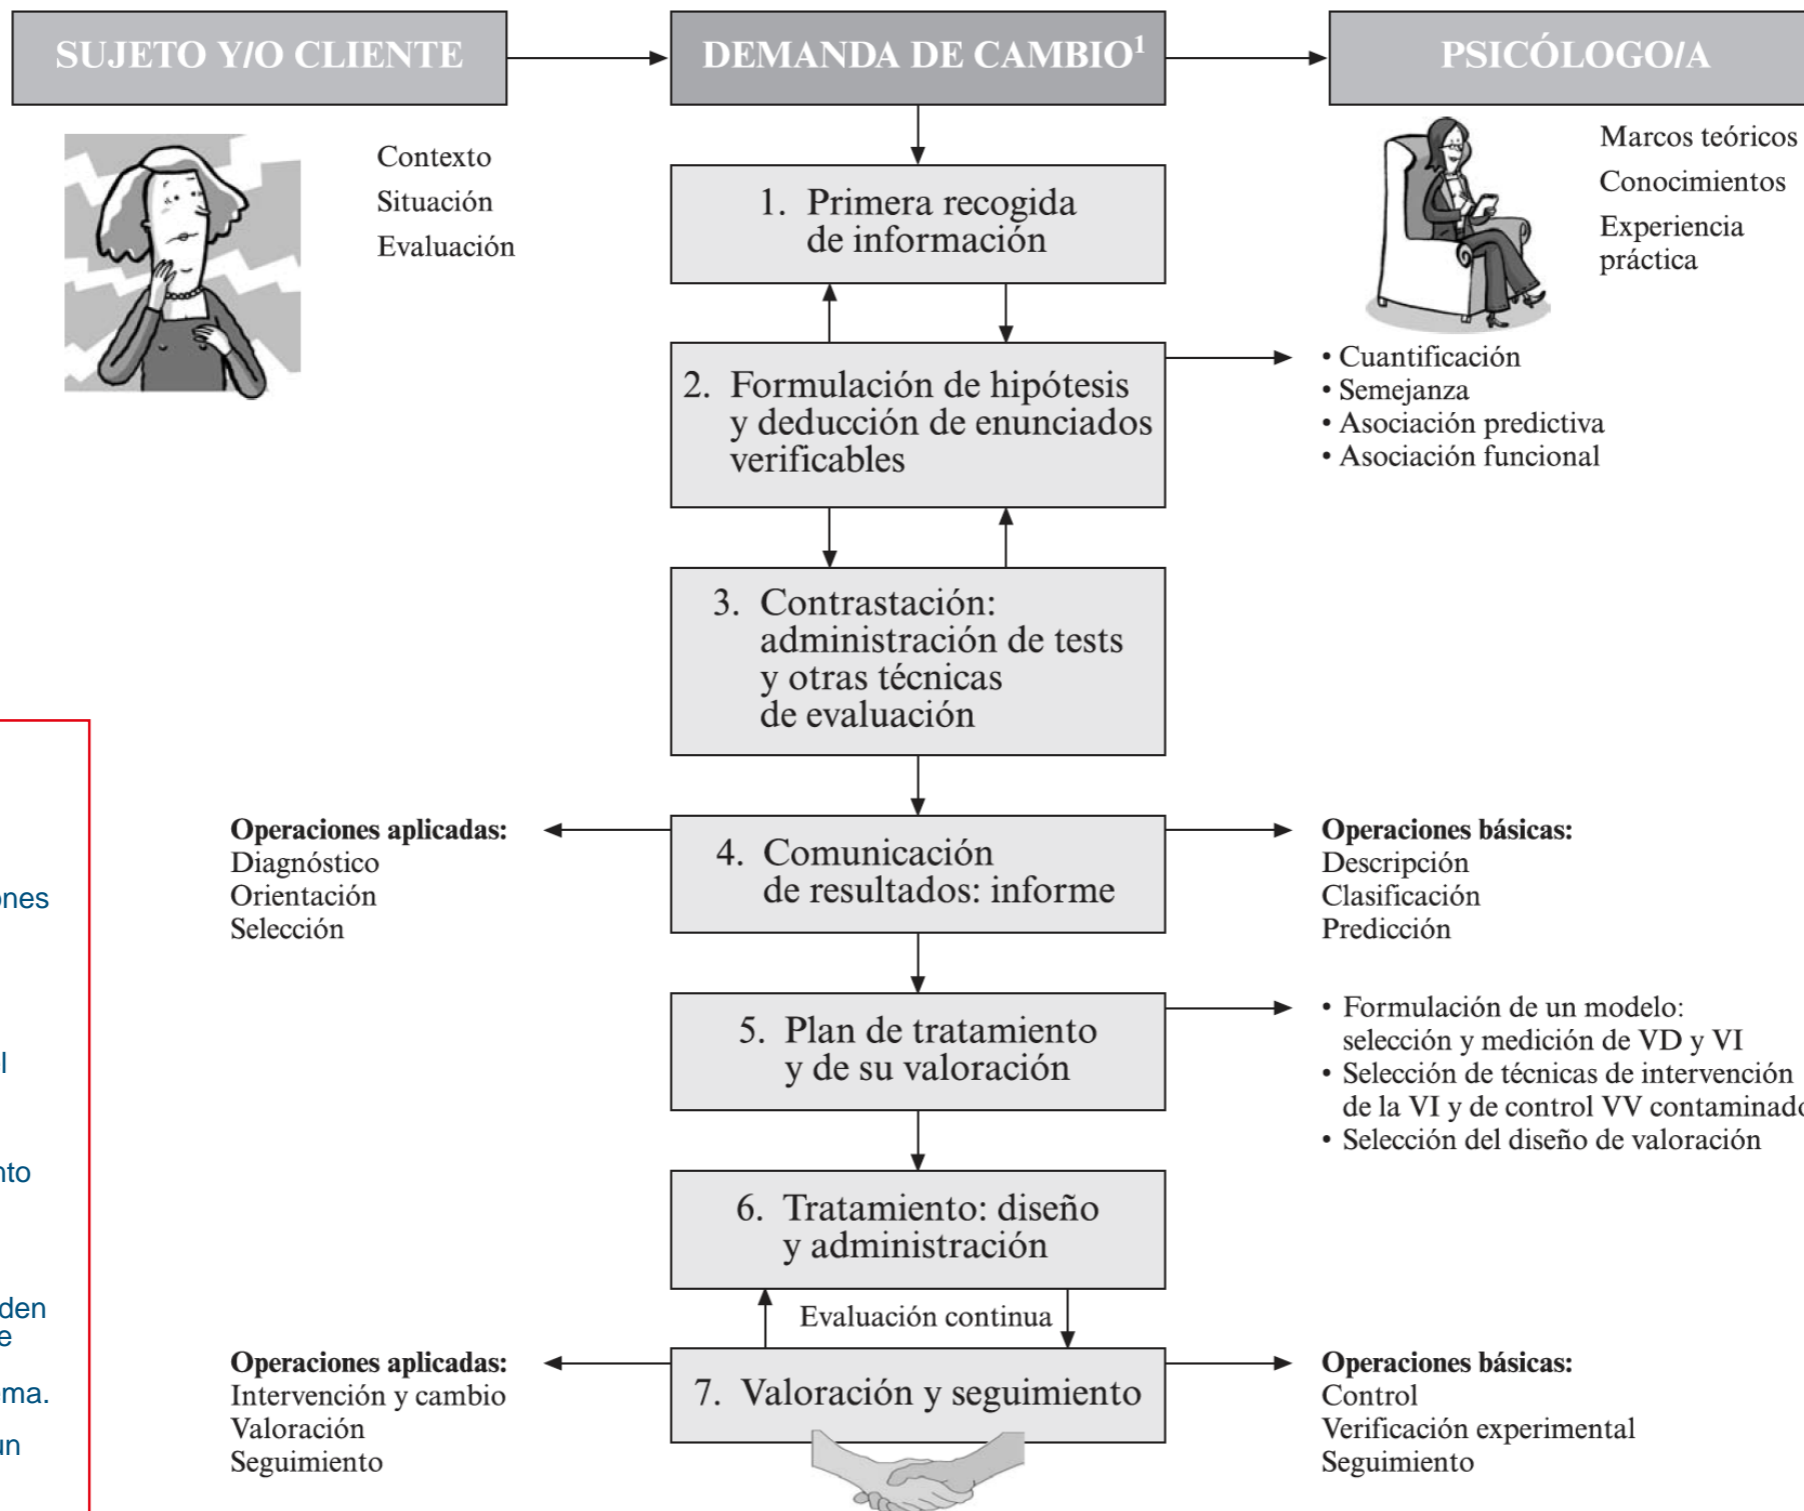 SUJETO Y/O CLIENTE
DEMANDA DE CAMBIO¹
PSICÓLOGO/A
Contexto
Situación
Evaluación
Marcos teóricos
Conocimientos
Experiencia
práctica
1. Primera recogida
de información
2. Formulación de hipótesis
y deducción de enunciados
verificables
• Cuantificación
• Semejanza
• Asociación predictiva
• Asociación funcional
3. Contrastación:
administración de tests
y otras técnicas
de evaluación
Operaciones aplicadas:
Diagnóstico
Orientación
Selección
4. Comunicación
de resultados: informe
Operaciones básicas:
Descripción
Clasificación
Predicción
5. Plan de tratamiento
y de su valoración
• Formulación de un modelo:
selección y medición de VD y VI
• Selección de técnicas de intervención
de la VI y de control VV
• Selección del diseño de valoración
6. Tratamiento: diseño
y administración
Evaluación continua
Operaciones aplicadas:
Intervención y cambio
Valoración
Seguimiento
7. Valoración y seguimiento
Operaciones básicas:
Control
Verificación experimental
Seguimiento
un